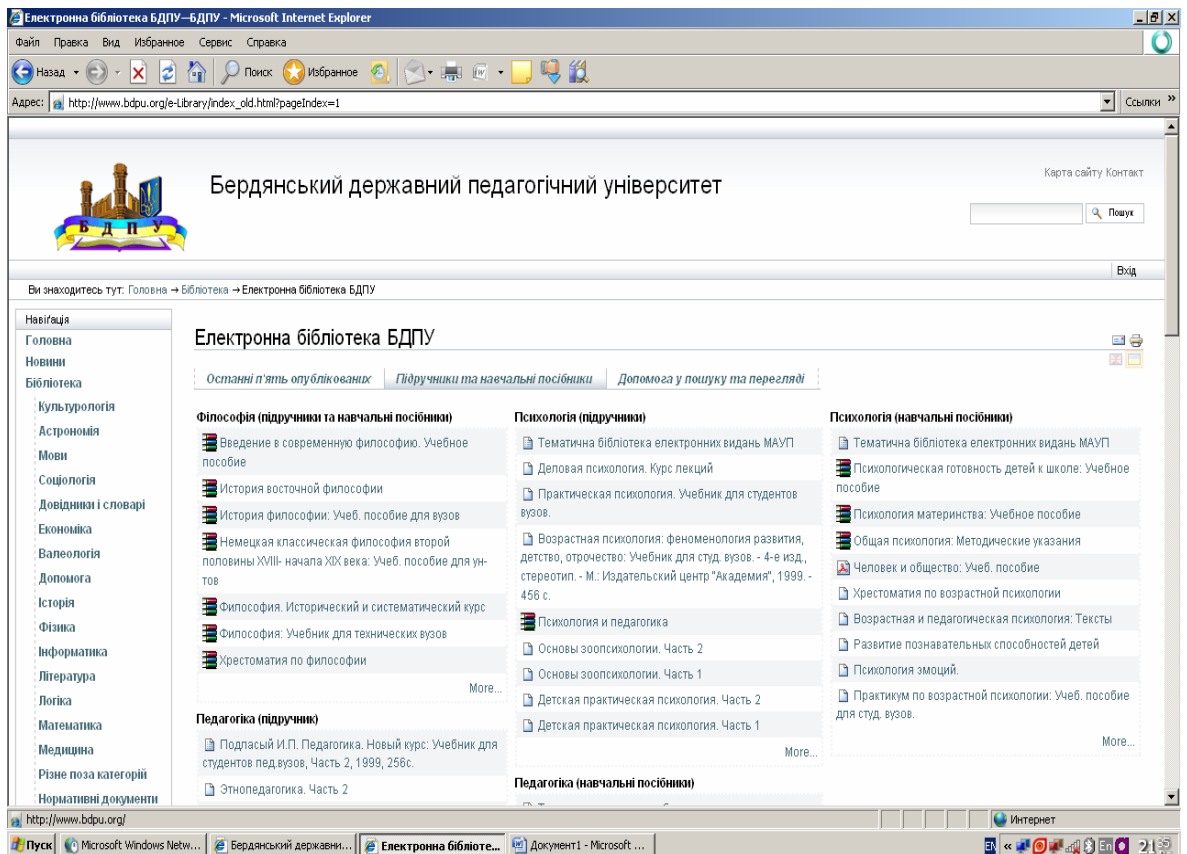 Електронна бібліотека БДПУ—БДПУ - Microsoft Internet Explorer
Файл Правка Вид Избранное Сервис Справка
Назад Поиск Избранное
Адрес: http://www.bdpu.org/e-Library/index_old.html?pageIndex=1 Ссылки »
Бердянський державний педагогічний університет
Карта сайту Контакт
Пошук
БДПУ
Вхід
Ви знаходитесь тут: Головна → Бібліотека → Електронна бібліотека БДПУ
Навіґація
Головна
Новини
Бібліотека
Культурологія
Астрономія
Мови
Соціологія
Довідники і словарі
Економіка
Валеологія
Допомога
Історія
Фізика
Інформатика
Література
Логіка
Математика
Медицина
Різне поза категорій
Нормативні документи
Електронна бібліотека БДПУ
Останні п'ять опублікованих Підручники та навчальні посібники Допомога у пошуку та перегляді
Філософія (підручники та навчальні посібники)
Введение в современную философию. Учебное
пособие
История восточной философии
История философии: Учеб. пособие для вузов
Немецкая классическая философия второй
половины XVIII- начала XIX века: Учеб. пособие для ун-
тов
Философия. Исторический и систематический курс
Философия: Учебник для технических вузов
Хрестоматия по философии
More...
Педагогіка (підручник)
Подласый И.П. Педагогика. Новый курс: Учебник для
студентов пед.вузов, Часть 2, 1999, 256с.
Этнопедагогика. Часть 2
Психологія (підручники)
Тематична бібліотека електронних видань МАУП
Деловая психология. Курс лекций
Практическая психология. Учебник для студентов
вузов.
Возрастная психология: феноменология развития,
детство, отрочество: Учебник для студ. вузов. - 4-е изд.,
стереотип. - М.: Издательский центр "Академия", 1999. -
456 с.
Психология и педагогика
Основы зоопсихологии. Часть 2
Основы зоопсихологии. Часть 1
Детская практическая психология. Часть 2
Детская практическая психология. Часть 1
More...
Педагогіка (навчальні посібники)
Психологія (навчальні посібники)
Тематична бібліотека електронних видань МАУП
Психологическая готовность детей к школе: Учебное
пособие
Психология материнства: Учебное пособие
Общая психология: Методические указания
Человек и общество: Учеб. пособие
Хрестоматия по возрастной психологии
Возрастная и педагогическая психология: Тексты
Развитие познавательных способностей детей
Психология эмоций.
Практикум по возрастной психологии: Учеб. пособие
для студ. вузов.
More...
http://www.bdpu.org/ Интернет
Пуск Microsoft Windows Netw... Бердянський державни... Електронна бібліоте... Документ1 - Microsoft ... EN « En